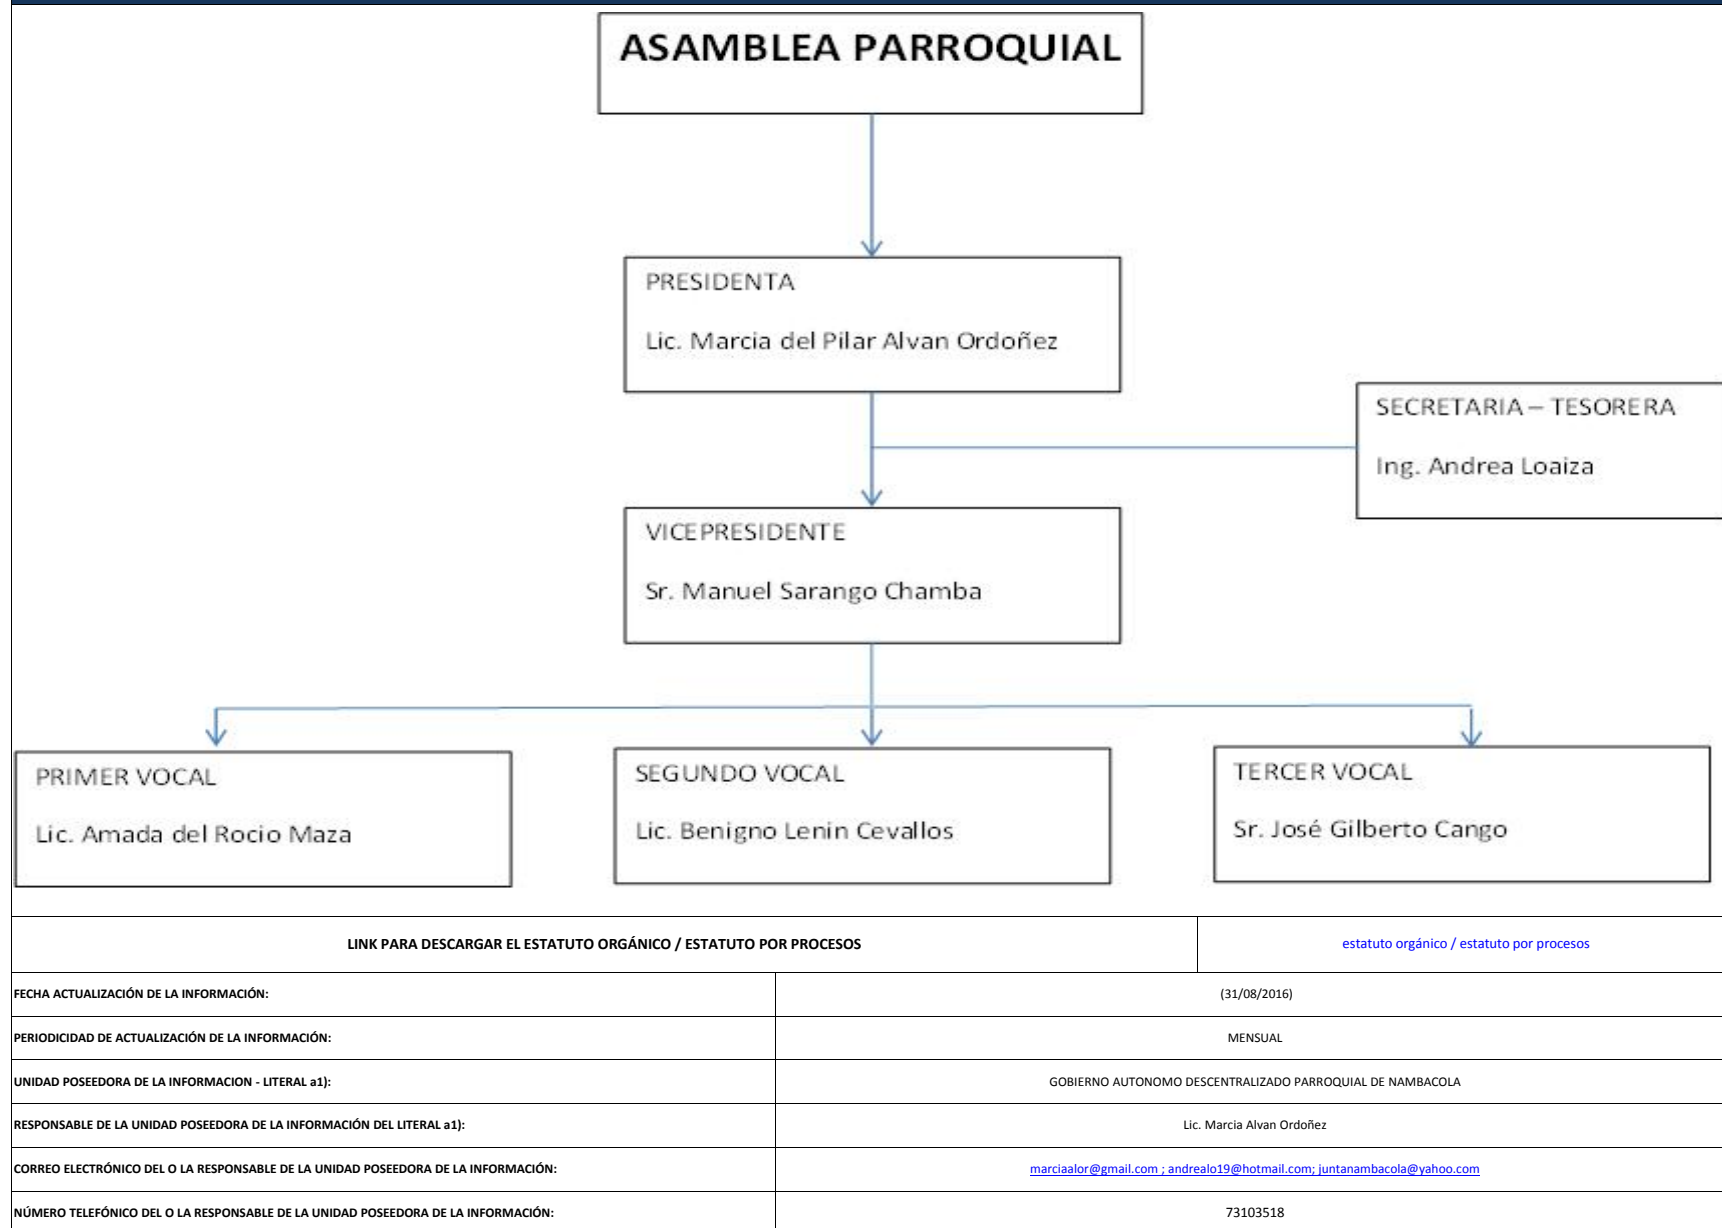 ASAMBLEA PARROQUIAL
PRESIDENTA
Lic. Marcia del Pilar Alvan Ordoñez
SECRETARIA – TESORERA
Ing. Andrea Loaiza
VICEPRESIDENTE
Sr. Manuel Sarango Chamba
PRIMER VOCAL
Lic. Amada del Rocio Maza
SEGUNDO VOCAL
Lic. Benigno Lenin Cevallos
TERCER VOCAL
Sr. José Gilberto Cango
LINK PARA DESCARGAR EL ESTATUTO ORGÁNICO / ESTATUTO POR PROCESOS
estatuto orgánico / estatuto por procesos
FECHA ACTUALIZACIÓN DE LA INFORMACIÓN:
(31/08/2016)
PERIODICIDAD DE ACTUALIZACIÓN DE LA INFORMACIÓN:
MENSUAL
UNIDAD POSEEDORA DE LA INFORMACION - LITERAL a1):
GOBIERNO AUTONOMO DESCENTRALIZADO PARROQUIAL DE NAMBACOLA
RESPONSABLE DE LA UNIDAD POSEEDORA DE LA INFORMACIÓN DEL LITERAL a1):
Lic. Marcia Alvan Ordoñez
CORREO ELECTRÓNICO DEL O LA RESPONSABLE DE LA UNIDAD POSEEDORA DE LA INFORMACIÓN:
marciaalor@gmail.com ; andrealo19@hotmail.com; juntanambacola@yahoo.com
NÚMERO TELEFÓNICO DEL O LA RESPONSABLE DE LA UNIDAD POSEEDORA DE LA INFORMACIÓN:
73103518